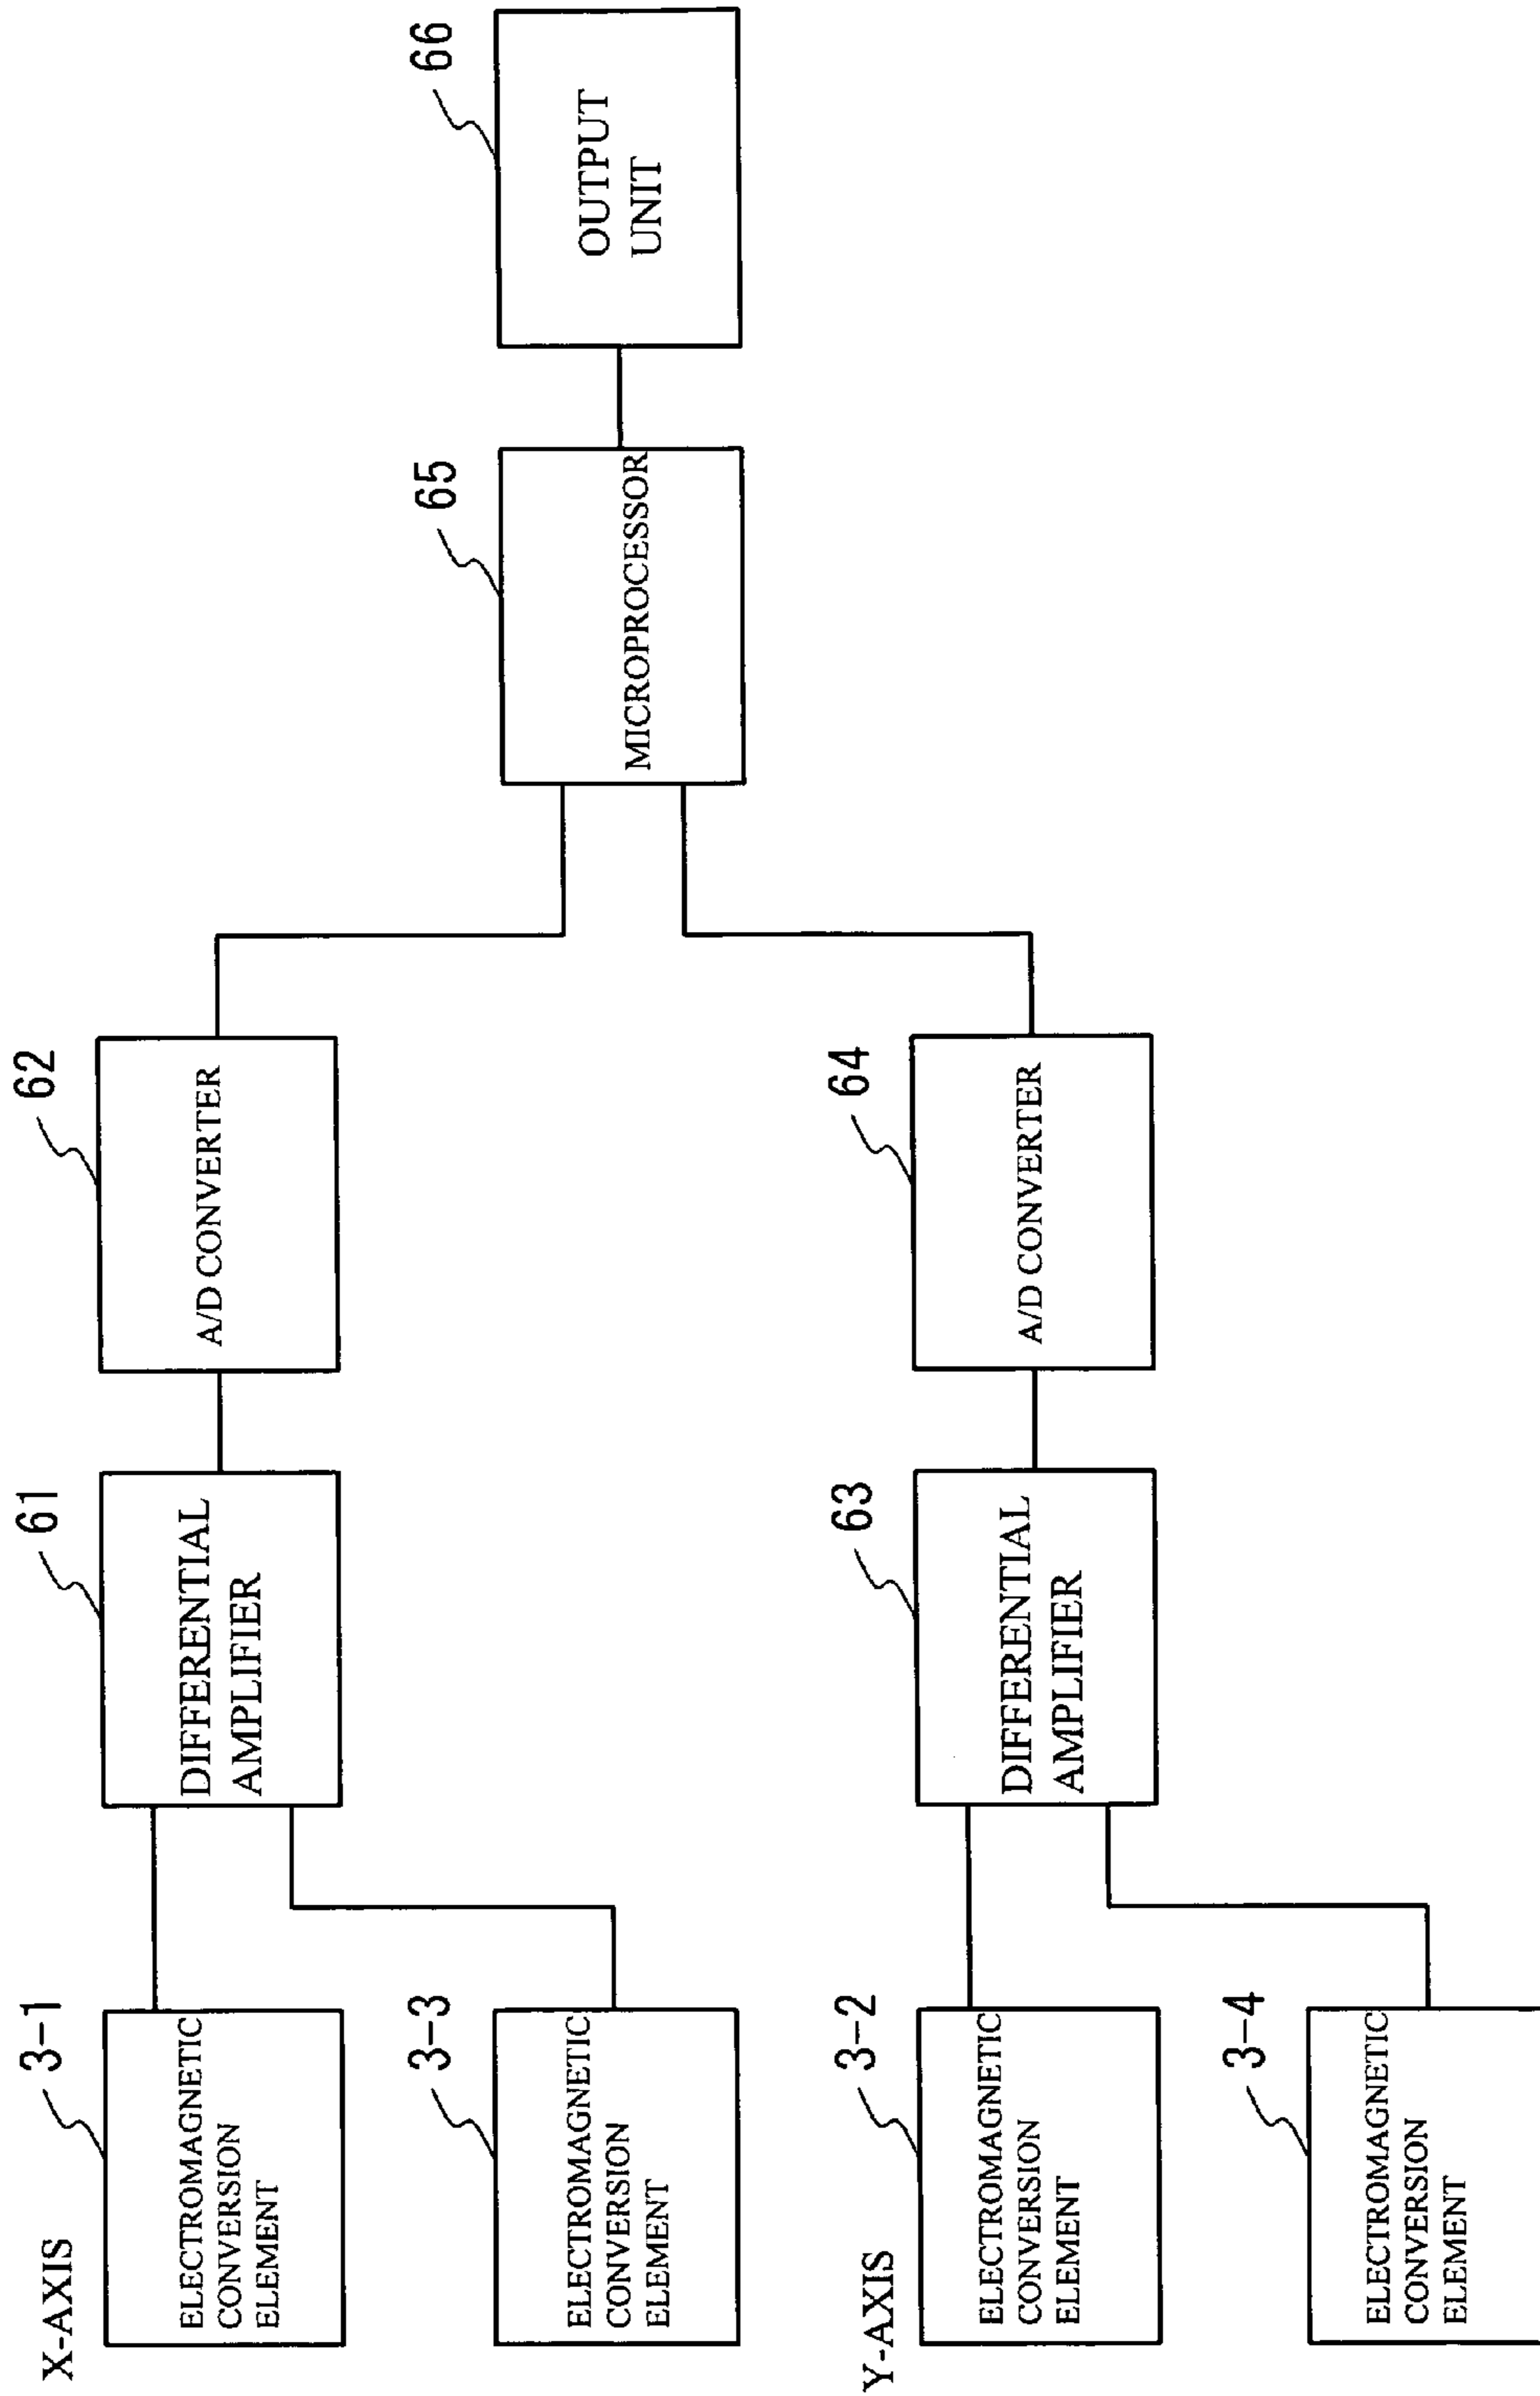 X-AXIS
3-1
ELECTROMAGNETIC
CONVERSION
ELEMENT
3-3
ELECTROMAGNETIC
CONVERSION
ELEMENT
61
DIFFERENTIAL
AMPLIFIER
62
A/D CONVERTER
Y-AXIS
3-2
ELECTROMAGNETIC
CONVERSION
ELEMENT
3-4
ELECTROMAGNETIC
CONVERSION
ELEMENT
63
DIFFERENTIAL
AMPLIFIER
64
A/D CONVERTER
65
MICROPROCESSOR
66
OUTPUT
UNIT